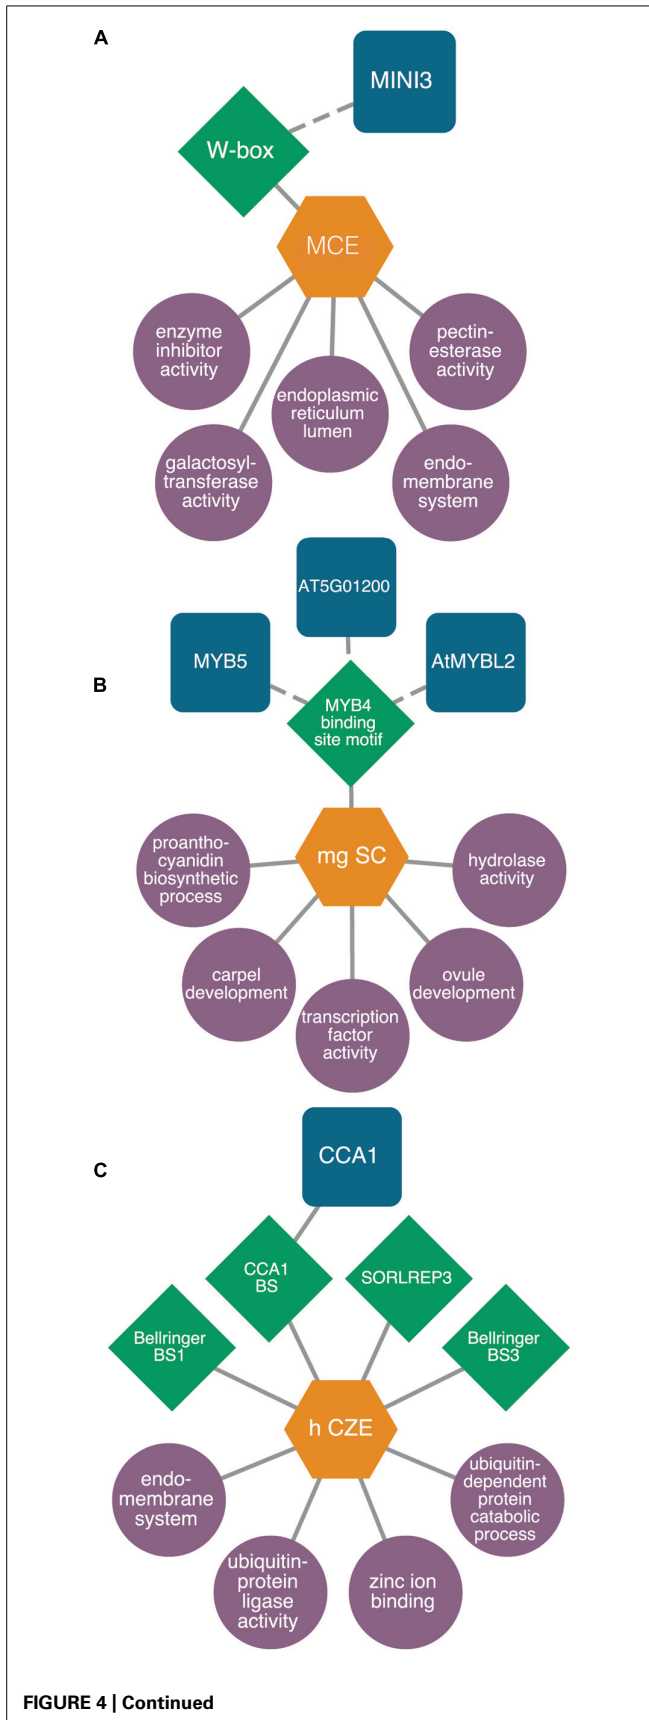 A
MINI3
W-box
MCE
enzyme
inhibitor
activity
pectin-
esterase
activity
endoplasmic
reticulum
lumen
galactosyl-
transferase
activity
endo-
membrane
system
AT5G01200
MYB5
AtMYBL2
B
MYB4
binding
site motif
mg SC
proantho-
cyanidin
biosynthetic
process
hydrolase
activity
carpel
development
ovule
development
transcription
factor
activity
CCA1
C
CCA1
BS
SORLREP3
Bellringer
BS1
Bellringer
BS3
h CZE
endo-
membrane
system
ubiquitin-
dependent
protein
catabolic
process
ubiquitin-
protein
ligase
activity
zinc ion
binding
FIGURE 4 | Continued